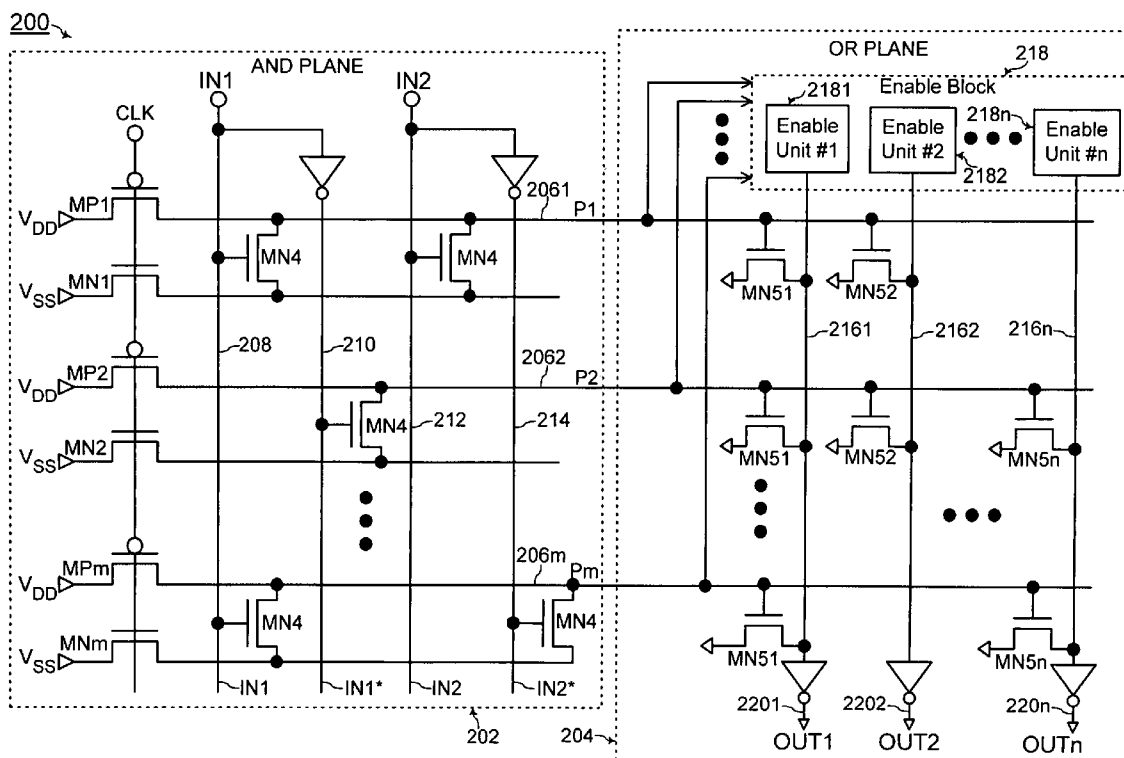 200
AND PLANE
OR PLANE
218
Enable Block
CLK
IN1
IN2
2181
Enable Unit #1
Enable Unit #2
2182
218n
Enable Unit #n
VDD
MP1
2061
P1
MN4
MN4
VSS
MN1
MN51
MN52
208
210
2161
2162
216n
VDD
MP2
2062
P2
MN4
212
214
VSS
MN2
MN51
MN52
MN5n
VDD
MPm
206m
Pm
MN4
MN4
VSS
MNm
MN51
MN5n
IN1
IN1*
IN2
IN2*
202
204
2201
2202
220n
OUT1
OUT2
OUTn